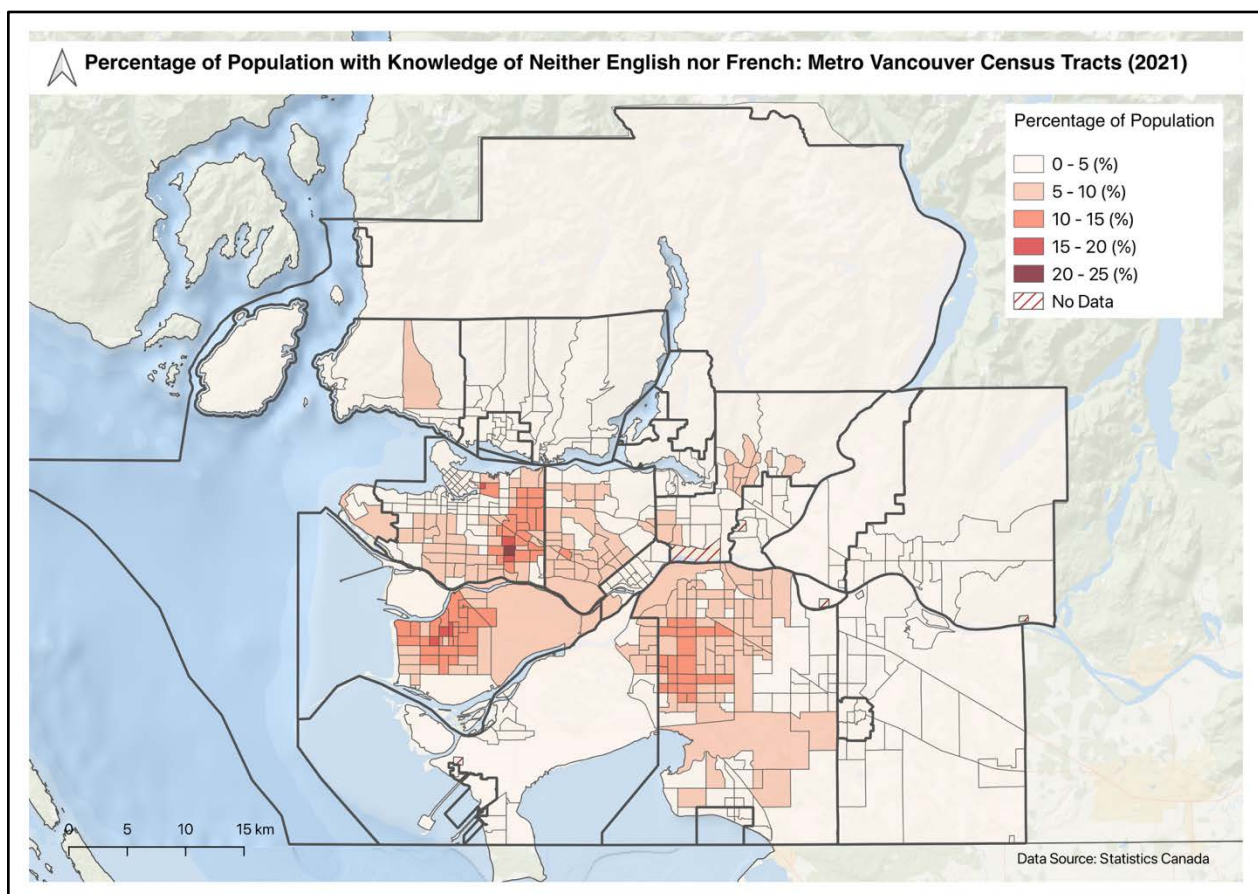 Percentage of Population with Knowledge of Neither English nor French: Metro Vancouver Census Tracts (2021)
Percentage of Population
0 - 5 (%)
5 - 10 (%)
10 - 15 (%)
15 - 20 (%)
20 - 25 (%)
No Data
0 5 10 15 km
Data Source: Statistics Canada